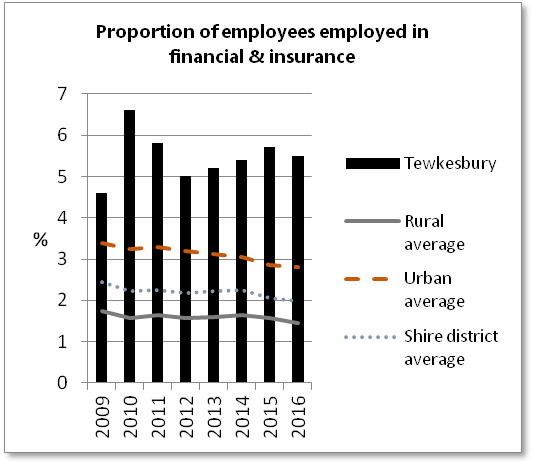 Proportion of employees employed in
financial & insurance
7
6
5
4
3
2
1
0
%
2009
2010
2011
2012
2013
2014
2015
2016
Tewkesbury
Rural
average
Urban
average
Shire district
average